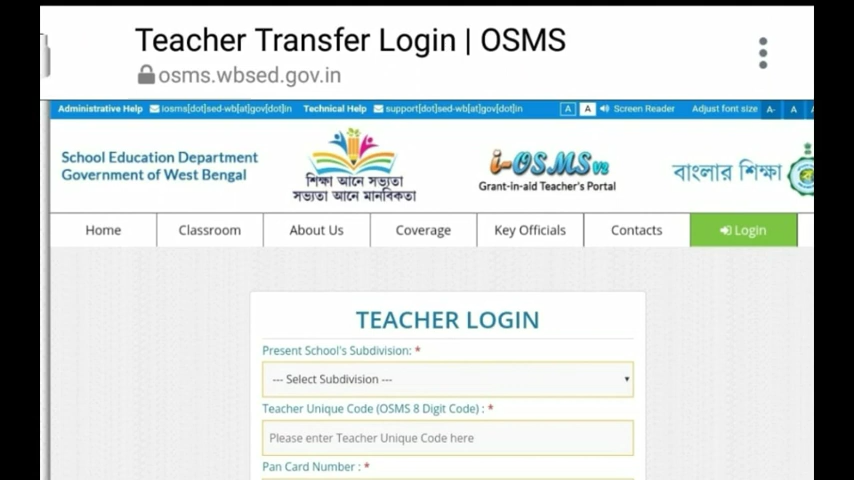 Teacher Transfer Login | OSMS
osms.wbsed.gov.in
Administrative Help iosms[dot]sed-wb[at]gov[dot]in Technical Help support[dot]sed-wb[at]gov[dot]in A A Screen Reader Adjust font size A- A
School Education Department
Government of West Bengal
শিক্ষা আনে সভ্যতা
সভ্যতা আনে মানবিকতা
i-OSMS v2
Grant-in-aid Teacher's Portal
বাংলার শিক্ষা
Home Classroom About Us Coverage Key Officials Contacts Login
TEACHER LOGIN
Present School's Subdivision: *
--- Select Subdivision ---
Teacher Unique Code (OSMS 8 Digit Code) : *
Please enter Teacher Unique Code here
Pan Card Number : *